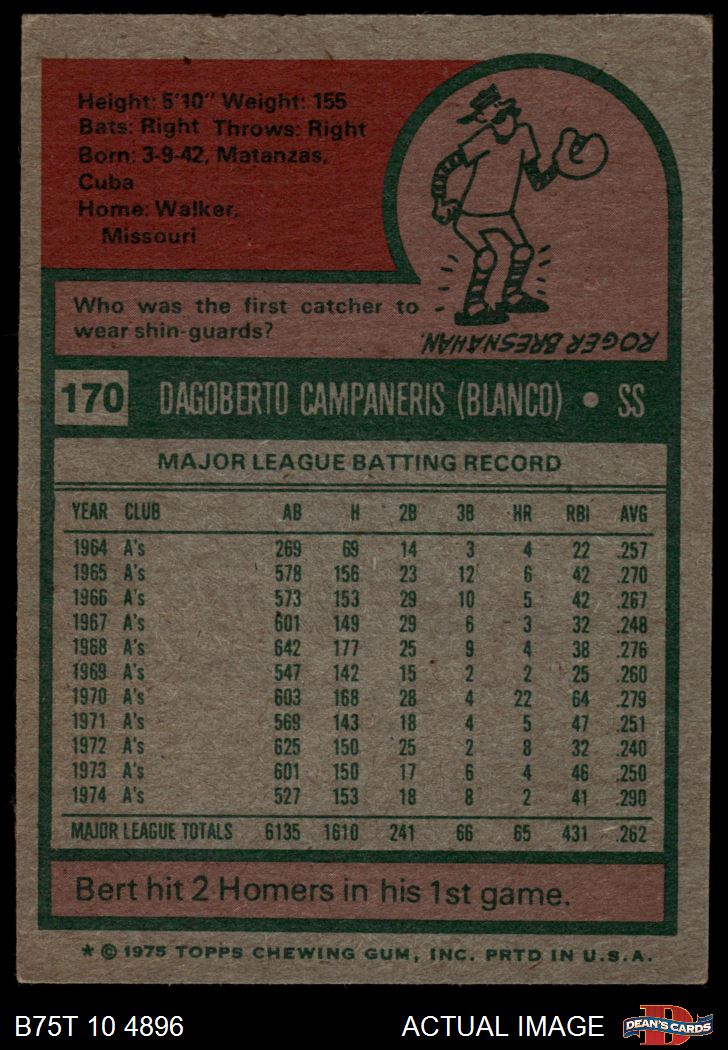 Height: 5'10" Weight: 155
Bats: Right Throws: Right
Born: 3-9-42, Matanzas,
Cuba
Home: Walker,
Missouri
Who was the first catcher to
wear shin-guards?
ROGER BRESNAHAN.
170 DAGOBERTO CAMPANERIS (BLANCO) • SS
MAJOR LEAGUE BATTING RECORD
YEAR CLUB AB H 2B 3B HR RBI AVG
1964 A's 269 69 14 3 4 22 .257
1965 A's 578 156 23 12 6 42 .270
1966 A's 573 153 29 10 5 42 .267
1967 A's 601 149 29 6 3 32 .248
1968 A's 642 177 25 9 4 38 .276
1969 A's 547 142 15 2 2 25 .260
1970 A's 603 168 28 4 22 64 .279
1971 A's 569 143 18 4 5 47 .251
1972 A's 625 150 25 2 8 32 .240
1973 A's 601 150 17 6 4 46 .250
1974 A's 527 153 18 8 2 41 .290
MAJOR LEAGUE TOTALS 6135 1610 241 66 65 431 .262
Bert hit 2 Homers in his 1st game.
* © 1975 TOPPS CHEWING GUM, INC. PRTD IN U.S.A.
B75T 10 4896 ACTUAL IMAGE
D
DEAN'S CARDS